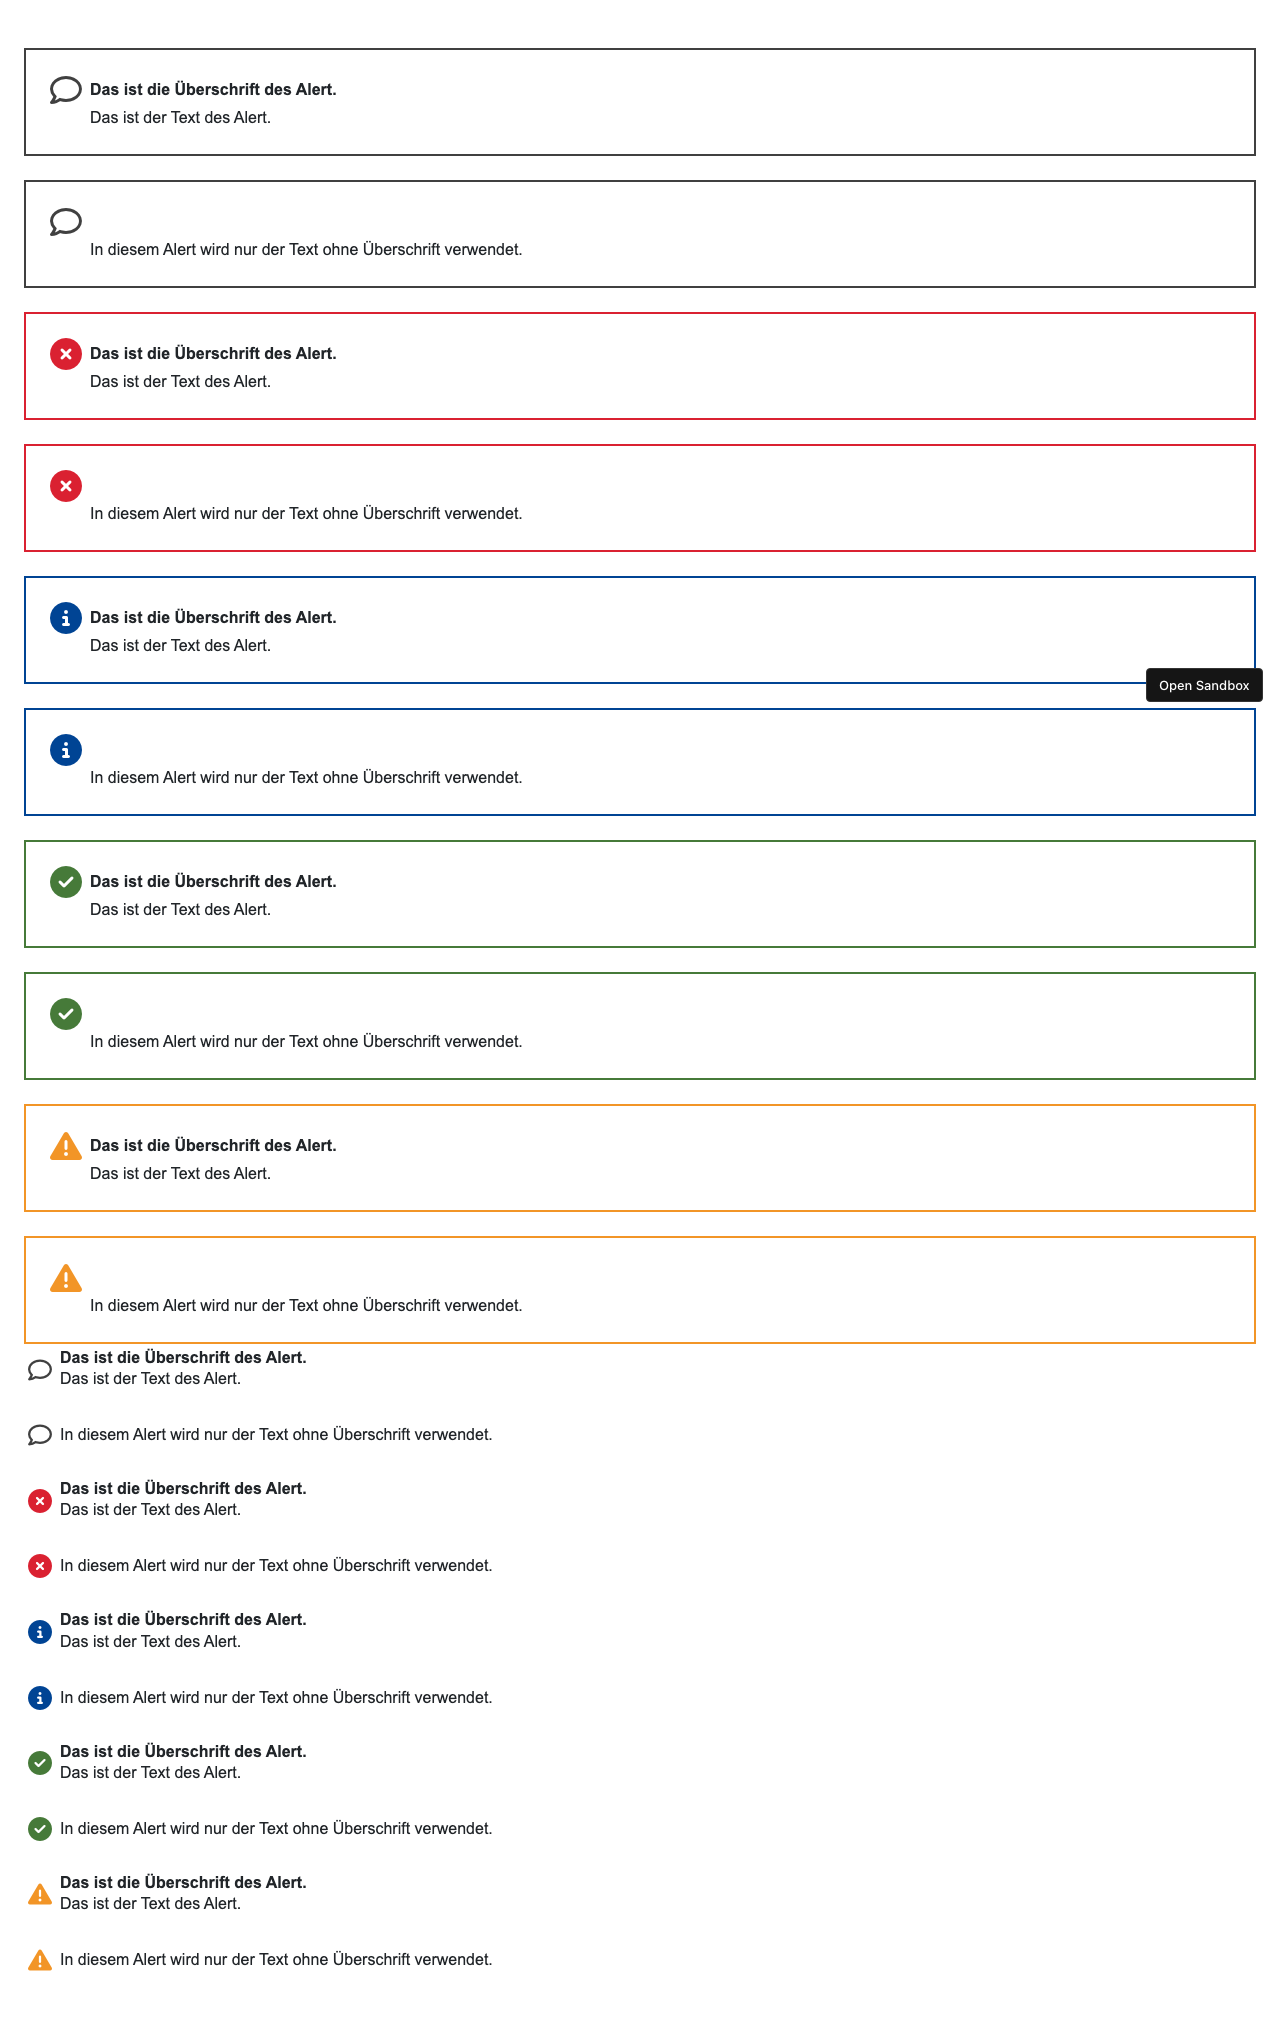 Das ist die Überschrift des Alert.
Das ist der Text des Alert.
In diesem Alert wird nur der Text ohne Überschrift verwendet.
Das ist die Überschrift des Alert.
Das ist der Text des Alert.
In diesem Alert wird nur der Text ohne Überschrift verwendet.
Das ist die Überschrift des Alert.
Das ist der Text des Alert.
Open Sandbox
In diesem Alert wird nur der Text ohne Überschrift verwendet.
Das ist die Überschrift des Alert.
Das ist der Text des Alert.
In diesem Alert wird nur der Text ohne Überschrift verwendet.
Das ist die Überschrift des Alert.
Das ist der Text des Alert.
In diesem Alert wird nur der Text ohne Überschrift verwendet.
Das ist die Überschrift des Alert.
Das ist der Text des Alert.
In diesem Alert wird nur der Text ohne Überschrift verwendet.
Das ist die Überschrift des Alert.
Das ist der Text des Alert.
In diesem Alert wird nur der Text ohne Überschrift verwendet.
Das ist die Überschrift des Alert.
Das ist der Text des Alert.
In diesem Alert wird nur der Text ohne Überschrift verwendet.
Das ist die Überschrift des Alert.
Das ist der Text des Alert.
In diesem Alert wird nur der Text ohne Überschrift verwendet.
Das ist die Überschrift des Alert.
Das ist der Text des Alert.
In diesem Alert wird nur der Text ohne Überschrift verwendet.